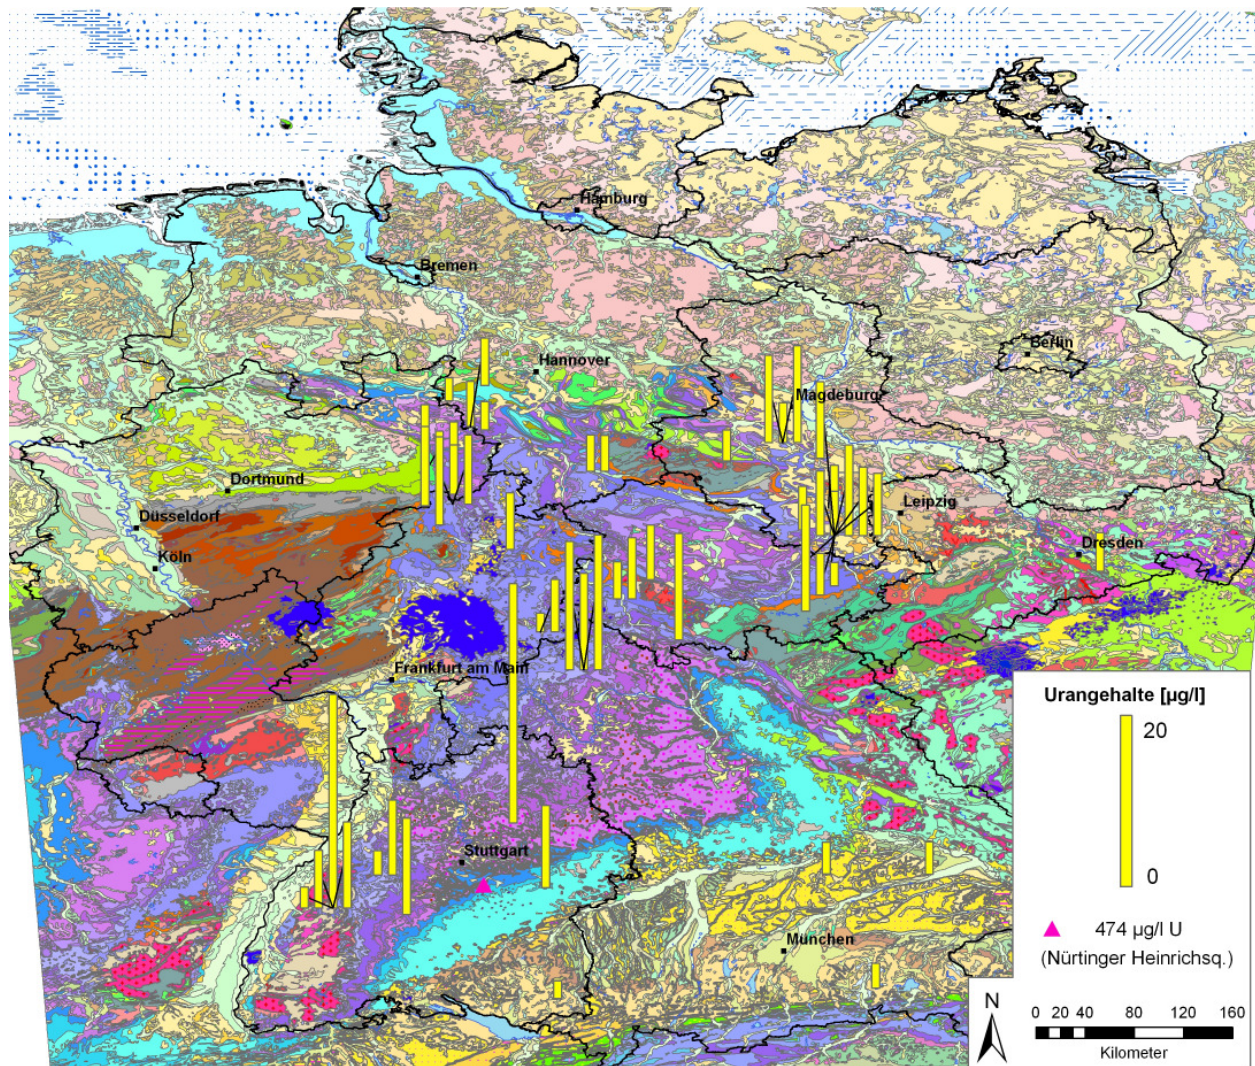 Hamburg
Bremen
Berlin
Hannover
Magdeburg
Dortmund
Leipzig
Düsseldorf
Dresden
Köln
Frankfurt am Main
Stuttgart
München
Urangehalte [µg/l]
20
0
474 µg/l U
(Nürtinger Heinrichsq.)
N
0 20 40 80 120 160
Kilometer